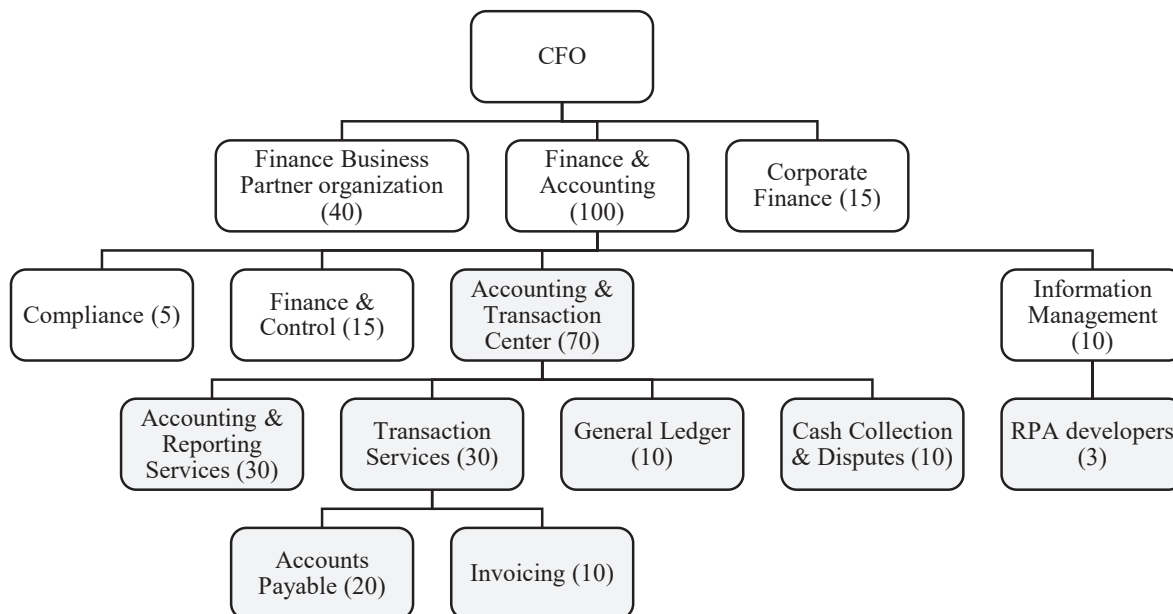 CFO
Finance Business
Partner organization
(40)
Finance &
Accounting
(100)
Corporate
Finance (15)
Compliance (5)
Finance &
Control (15)
Accounting &
Transaction
Center (70)
Information
Management
(10)
Accounting &
Reporting
Services (30)
Transaction
Services (30)
General Ledger
(10)
Cash Collection
& Disputes (10)
RPA developers
(3)
Accounts
Payable (20)
Invoicing (10)